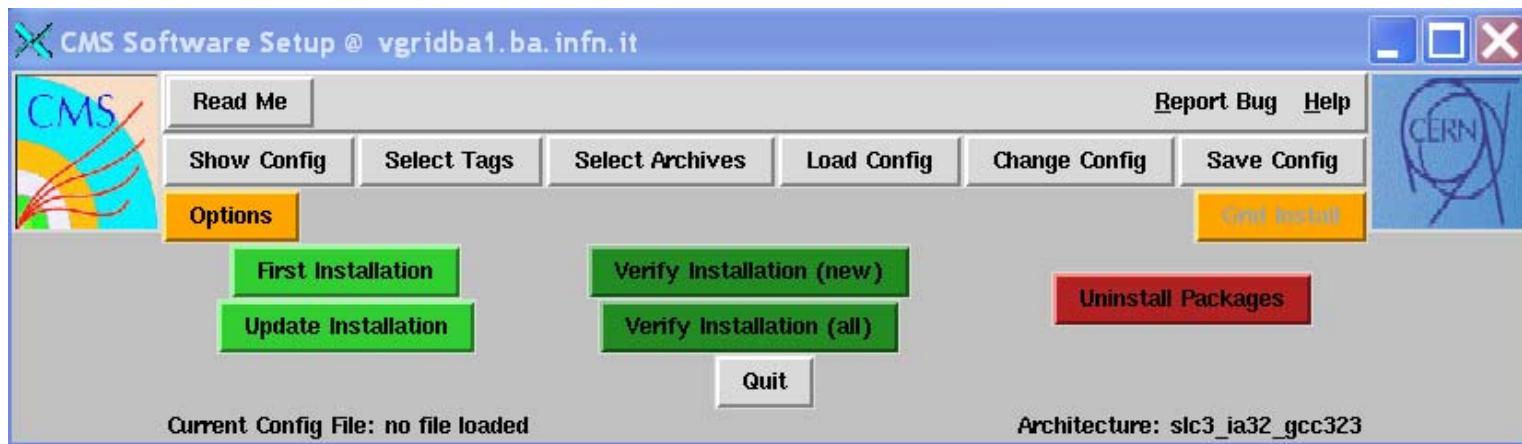 CMS Software Setup @ vgridba1.ba.infn.it
CMS
Read Me
Report Bug Help
CERN
Show Config Select Tags Select Archives Load Config Change Config Save Config
Options Grid Install
First Installation Verify Installation (new)
Uninstall Packages
Update Installation Verify Installation (all)
Quit
Current Config File: no file loaded Architecture: slc3_ia32_gcc323